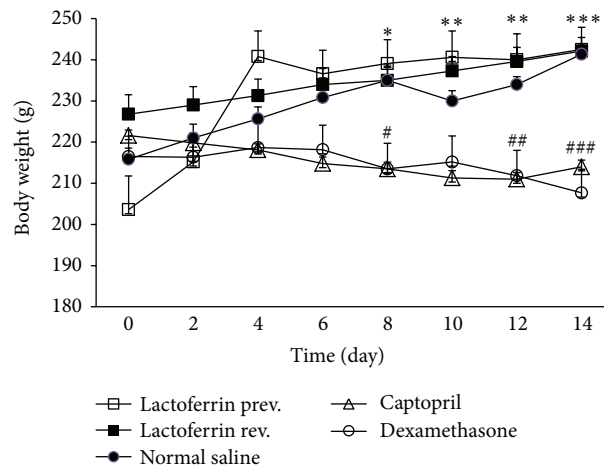 250
240
230
220
210
200
190
180
Body weight (g)
* ** ** ***
# ## ###
0 2 4 6 8 10 12 14
Time (day)
Lactoferrin prev.
Lactoferrin rev.
Normal saline
Captopril
Dexamethasone